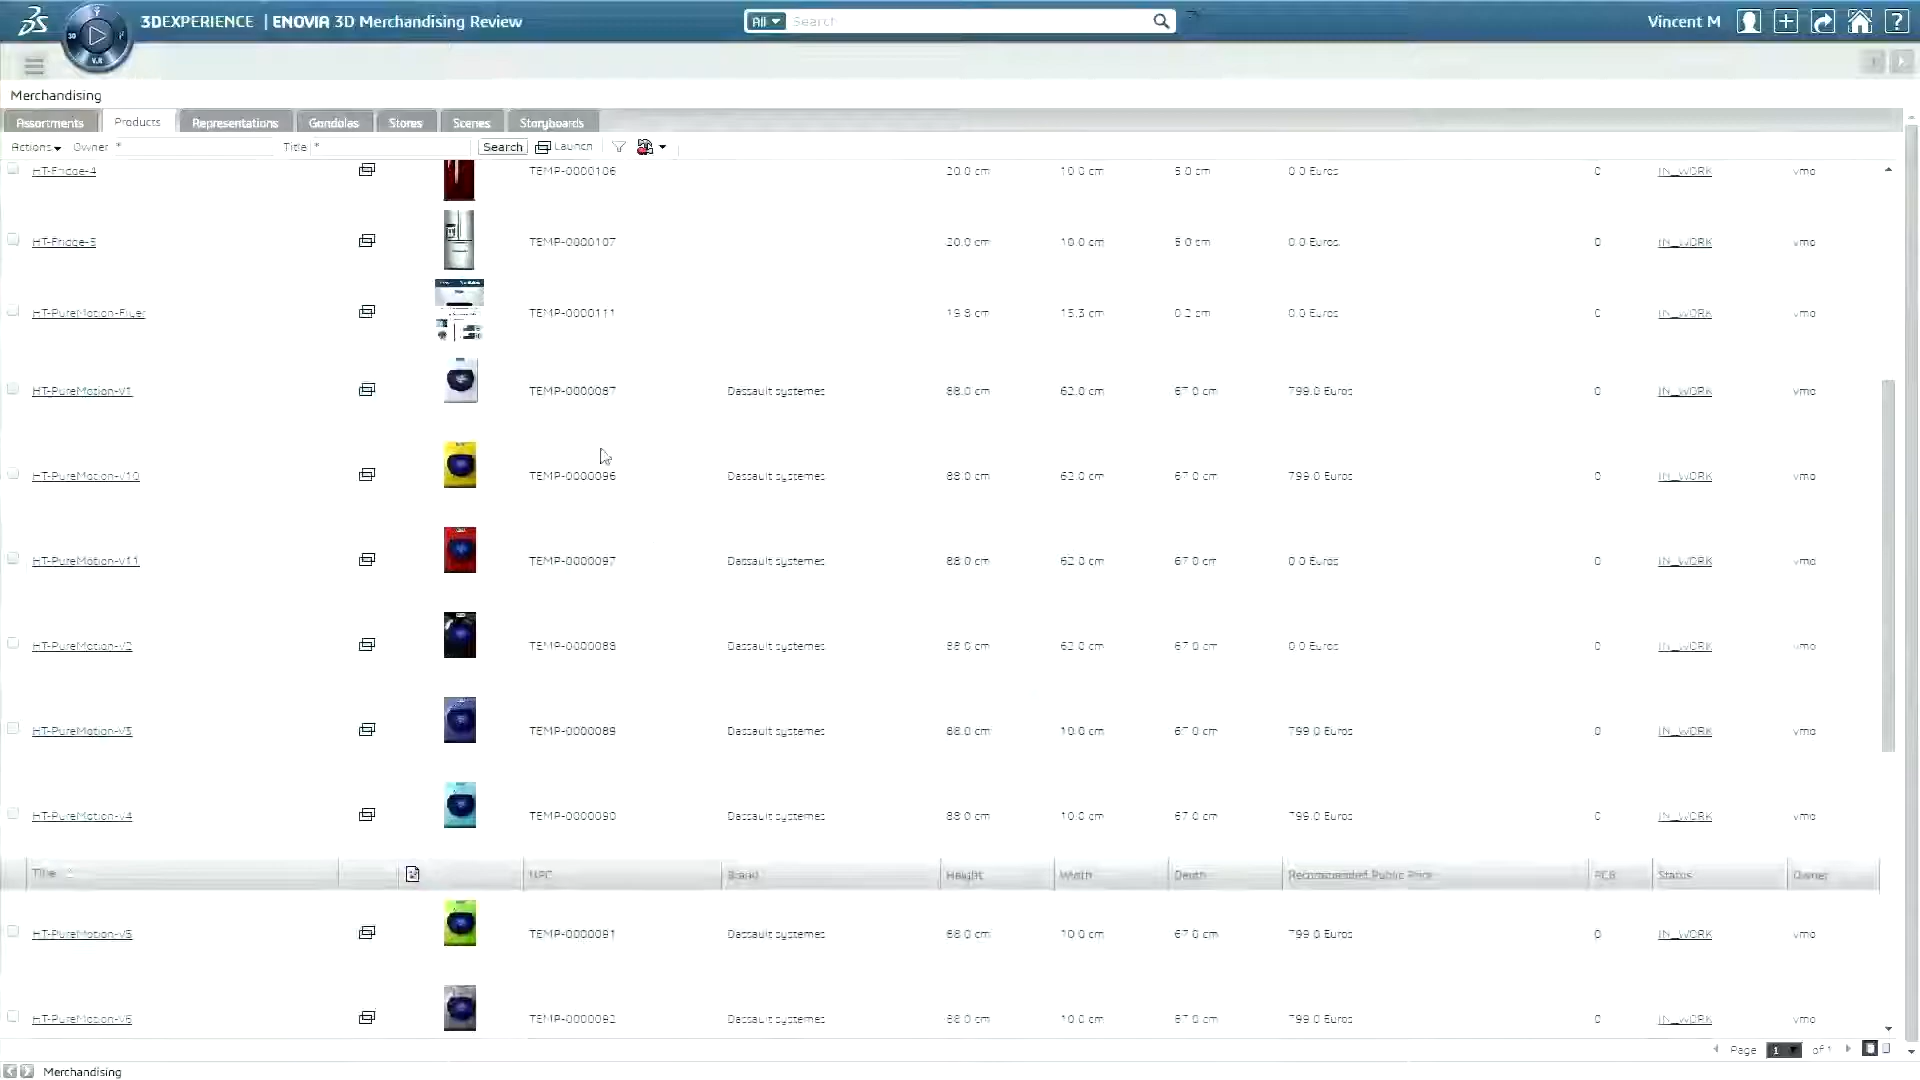 3DEXPERIENCE | ENOVIA 3D Merchandising Review All Search Vincent M
Merchandising
Assortments Products Representations Gondolas Stores Scenes Storyboards
Actions Owner * Title * Search Launch
HT-Fridge-4 TEMP-0000106 20.0 cm 10.0 cm 5.0 cm 0.0 Euros 0 IN_WORK vmo
HT-Fridge-5 TEMP-0000107 20.0 cm 10.0 cm 5.0 cm 0.0 Euros 0 IN_WORK vmo
HT-PureMotion-Flyer TEMP-0000111 19.8 cm 15.3 cm 0.2 cm 0.0 Euros 0 IN_WORK vmo
HT-PureMotion-V1 TEMP-0000087 Dassault systemes 88.0 cm 62.0 cm 67.0 cm 799.0 Euros 0 IN_WORK vmo
HT-PureMotion-V10 TEMP-0000096 Dassault systemes 88.0 cm 62.0 cm 67.0 cm 799.0 Euros 0 IN_WORK vmo
HT-PureMotion-V11 TEMP-0000097 Dassault systemes 88.0 cm 62.0 cm 67.0 cm 0.0 Euros 0 IN_WORK vmo
HT-PureMotion-V2 TEMP-0000088 Dassault systemes 88.0 cm 62.0 cm 67.0 cm 0.0 Euros 0 IN_WORK vmo
HT-PureMotion-V3 TEMP-0000089 Dassault systemes 88.0 cm 10.0 cm 67.0 cm 799.0 Euros 0 IN_WORK vmo
HT-PureMotion-V4 TEMP-0000090 Dassault systemes 88.0 cm 10.0 cm 67.0 cm 799.0 Euros 0 IN_WORK vmo
Title UPC Brand Height Width Depth Recommended Public Price PCB Status Owner
HT-PureMotion-V5 TEMP-0000091 Dassault systemes 88.0 cm 10.0 cm 67.0 cm 799.0 Euros 0 IN_WORK vmo
HT-PureMotion-V6 TEMP-0000092 Dassault systemes 88.0 cm 10.0 cm 67.0 cm 799.0 Euros 0 IN_WORK vmo
Page 1 of 1
Merchandising